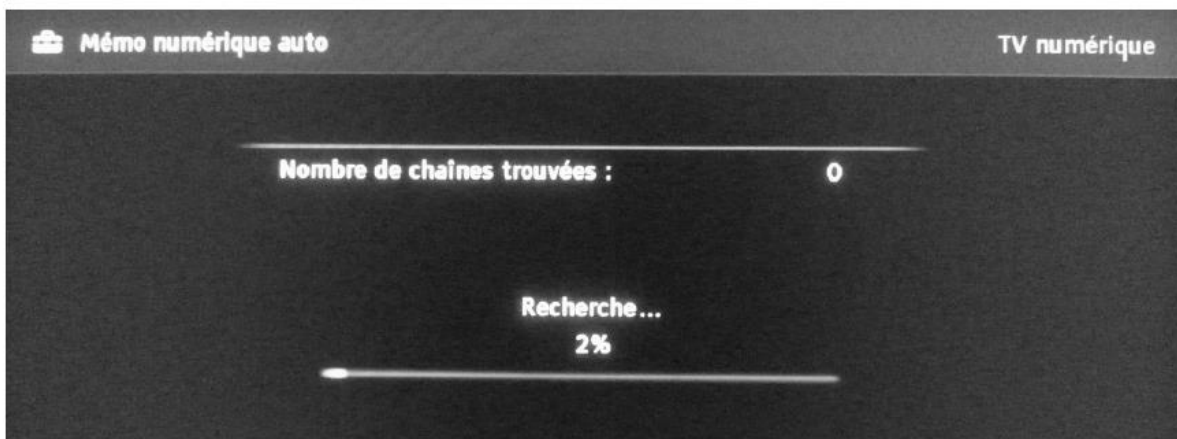 Mémo numérique auto
TV numérique
Nombre de chaînes trouvées : 0
Recherche...
2%